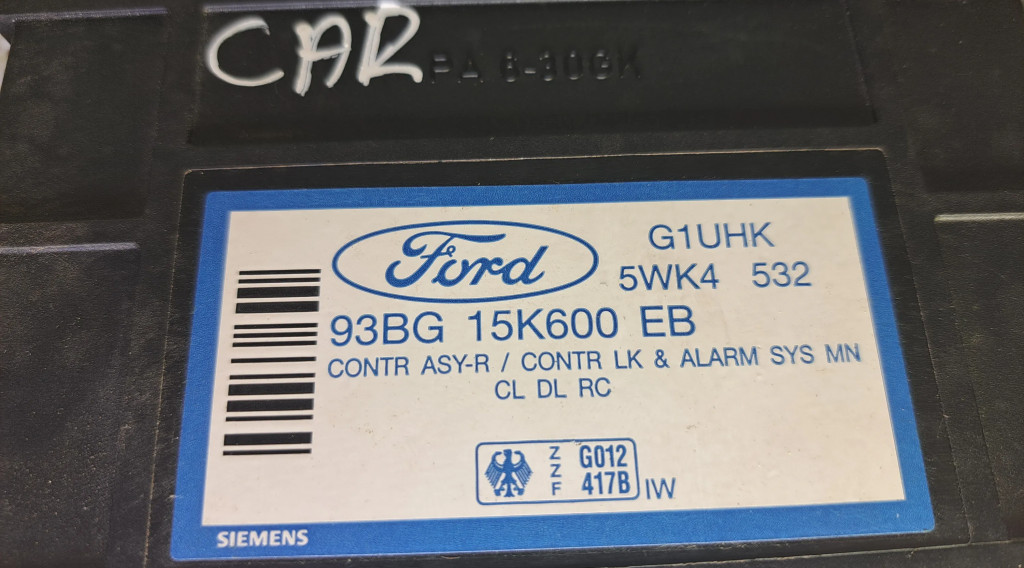 CAR
PA 6-30GK
Ford
G1UHK
5WK4 532
93BG 15K600 EB
CONTR ASY-R / CONTR LK & ALARM SYS MN
CL DL RC
ZZF
G012
417B
IW
SIEMENS